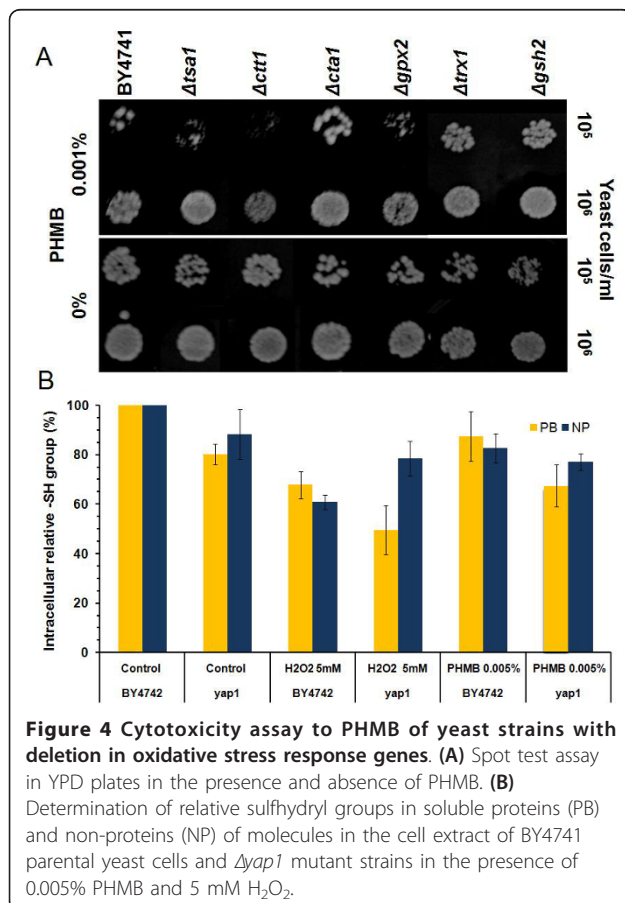 A
BY4741
Δtsa1
Δctt1
Δcta1
Δgpx2
Δtrx1
Δgsh2
PHMB
0.001%
0%
10⁵
10⁶
10⁵
10⁶
Yeast cells/ml
B
Intracellular relative -SH group (%)
100
80
60
40
20
0
PB NP
Control Control H2O2 5mM H2O2 5mM PHMB 0.005% PHMB 0.005%
BY4742 yap1 BY4742 yap1 BY4742 yap1
Figure 4 Cytotoxicity assay to PHMB of yeast strains with
deletion in oxidative stress response genes. (A) Spot test assay
in YPD plates in the presence and absence of PHMB. (B)
Determination of relative sulfhydryl groups in soluble proteins (PB)
and non-proteins (NP) of molecules in the cell extract of BY4741
parental yeast cells and Δyap1 mutant strains in the presence of
0.005% PHMB and 5 mM H₂O₂.